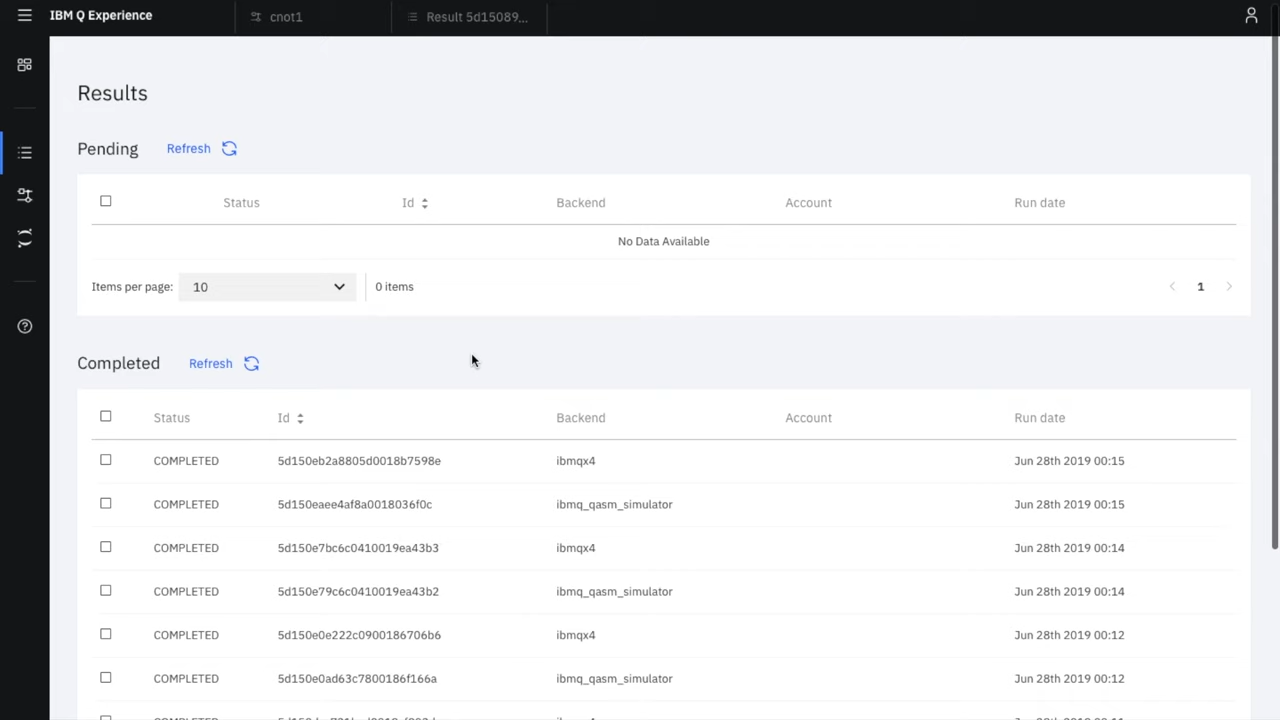 IBM Q Experience cnot1 Result 5d15089...
Results
Pending Refresh
Status Id Backend Account Run date
No Data Available
Items per page: 10 0 items 1
Completed Refresh
Status Id Backend Account Run date
COMPLETED 5d150eb2a8805d0018b7598e ibmqx4 Jun 28th 2019 00:15
COMPLETED 5d150eaee4af8a0018036f0c ibmq_qasm_simulator Jun 28th 2019 00:15
COMPLETED 5d150e7bc6c0410019ea43b3 ibmqx4 Jun 28th 2019 00:14
COMPLETED 5d150e79c6c0410019ea43b2 ibmq_qasm_simulator Jun 28th 2019 00:14
COMPLETED 5d150e0e222c0900186706b6 ibmqx4 Jun 28th 2019 00:12
COMPLETED 5d150e0ad63c7800186f166a ibmq_qasm_simulator Jun 28th 2019 00:12